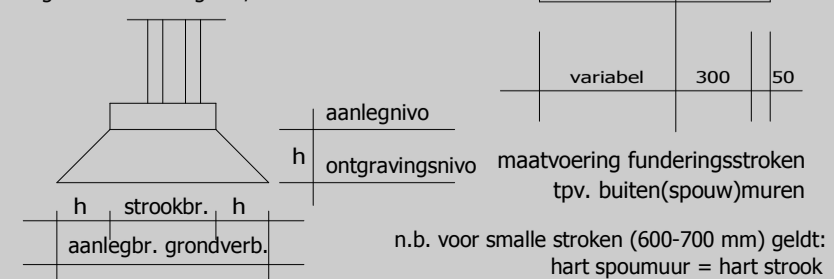 variabel 300 50
aanlegnivo
h ontgravingsnivo
maatvoering funderingsstroken
tpv. buiten(spouw)muren
h strookbr. h
aanlegbr. grondverb.
n.b. voor smalle stroken (600-700 mm) geldt:
hart spoumuur = hart strook